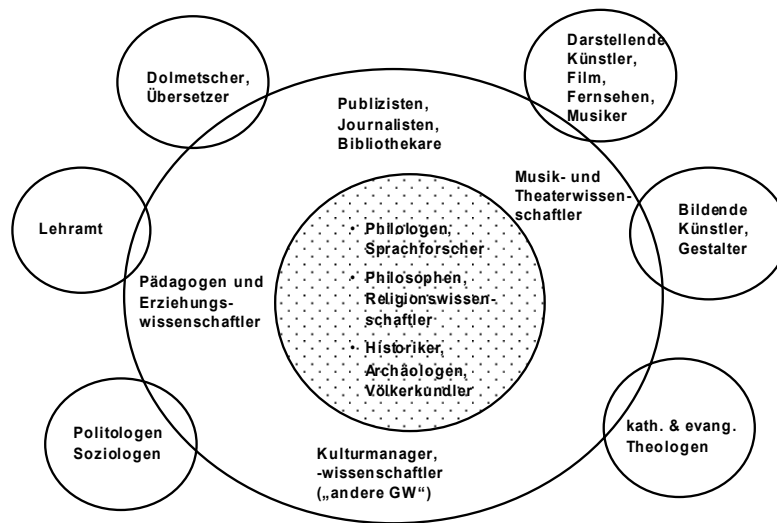 Dolmetscher,
Übersetzer
Publizisten,
Journalisten,
Bibliothekare
Darstellende
Künstler,
Film,
Fernsehen,
Musiker
Lehramt
Musik- und
Theaterwissen-
schaftler
Bildende
Künstler,
Gestalter
Pädagogen und
Erziehungs-
wissenschaftler
• Philologen,
Sprachforscher
• Philosophen,
Religionswissen-
schaftler
• Historiker,
Archäologen,
Völkerkundler
Politologen
Soziologen
Kulturmanager,
-wissenschaftler
(„andere GW“)
kath. & evang.
Theologen